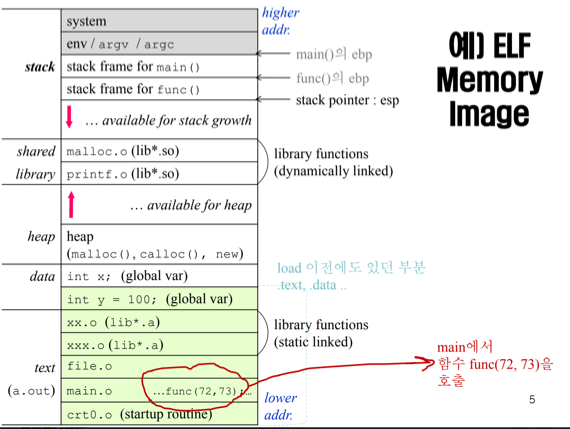 예) ELF
Memory
Image
higher
addr.
system
env / argv / argc
main()의 ebp
stack
stack frame for main()
func()의 ebp
stack frame for func()
stack pointer : esp
… available for stack growth
shared
malloc.o (lib*.so)
library functions
library
printf.o (lib*.so)
(dynamically linked)
… available for heap
heap
heap
(malloc(), calloc(), new)
data
int x; (global var)
load 이전에도 있던 부분
.text, .data ..
int y = 100; (global var)
xx.o (lib*.a)
library functions
xxx.o (lib*.a)
(static linked)
text
file.o
(a.out)
main.o
…func(72,73);…
main에서
함수 func(72, 73)을
호출
lower
addr.
crt0.o (startup routine)
5